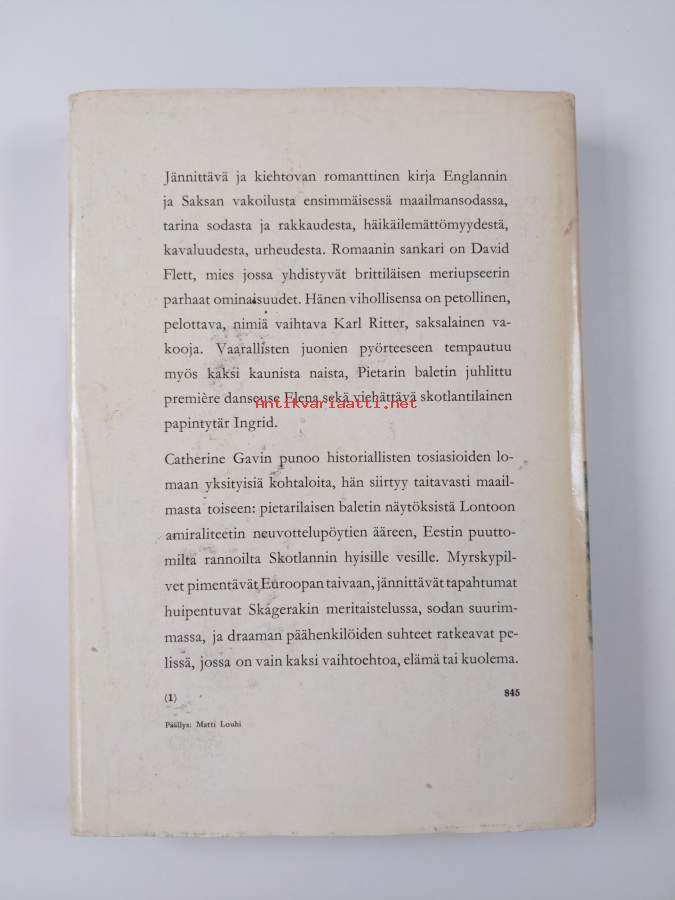 Jännittävä ja kiehtovan romanttinen kirja Englannin
ja Saksan vakoilusta ensimmäisessä maailmansodassa,
tarina sodasta ja rakkaudesta, häikäilemättömyydestä,
kavaluudesta, urheudesta. Romaanin sankari on David
Flett, mies jossa yhdistyvät brittiläisen meriupseerin
parhaat ominaisuudet. Hänen vihollisensa on petollinen,
pelottava, nimiä vaihtava Karl Ritter, saksalainen va-
kooja. Vaarallisten juonien pyörteeseen tempautuu
myös kaksi kaunista naista, Pietarin baletin juhlittu
première danseuse Elena sekä viehättävä skotlantilainen
Antikvariaatti.net
papintytär Ingrid.
Catherine Gavin punoo historiallisten tosiasioiden lo-
maan yksityisiä kohtaloita, hän siirtyy taitavasti maail-
masta toiseen: pietarilaisen baletin näytöksistä Lontoon
amiraliteetin neuvottelupöytien ääreen, Eestin puutto-
milta rannoilta Skotlannin hyisille vesille. Myrskypil-
vet pimentävät Euroopan taivaan, jännittävät tapahtumat
huipentuvat Skagerakin meritaistelussa, sodan suurim-
massa, ja draaman päähenkilöiden suhteet ratkeavat pe-
lissä, jossa on vain kaksi vaihtoehtoa, elämä tai kuolema.
(1) 845
Päällys: Matti Louhi